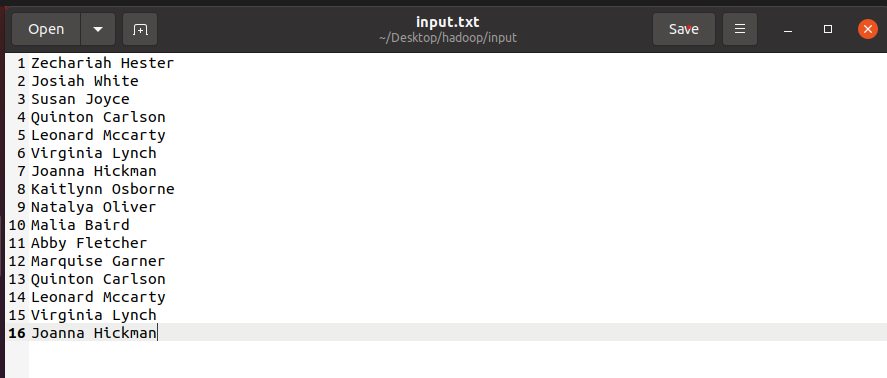 Open
input.txt
~/Desktop/hadoop/input
Save
1 Zechariah Hester
2 Josiah White
3 Susan Joyce
4 Quinton Carlson
5 Leonard Mccarty
6 Virginia Lynch
7 Joanna Hickman
8 Kaitlynn Osborne
9 Natalya Oliver
10 Malia Baird
11 Abby Fletcher
12 Marquise Garner
13 Quinton Carlson
14 Leonard Mccarty
15 Virginia Lynch
16 Joanna Hickman